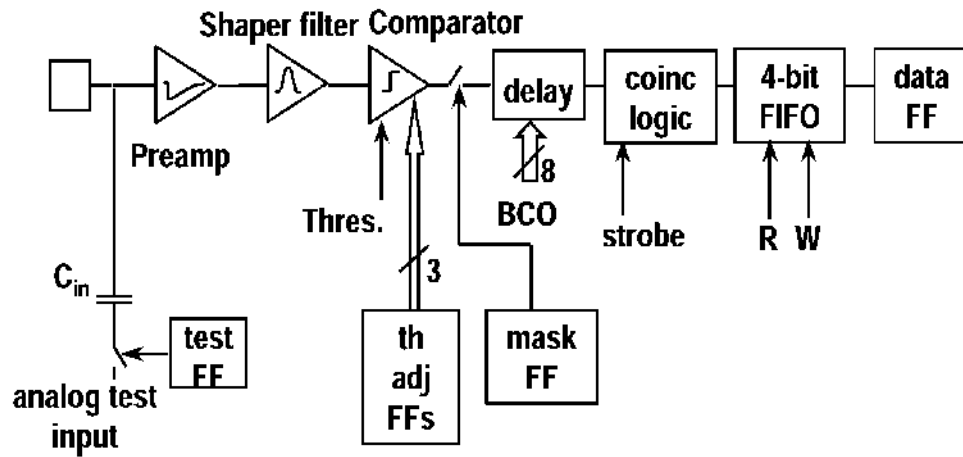 Shaper filter
Comparator
Preamp
delay
coinc
logic
4-bit
FIFO
data
FF
Thres.
8
BCO
strobe
R
W
3
Cin
test
FF
analog test
input
th
adj
FFs
mask
FF